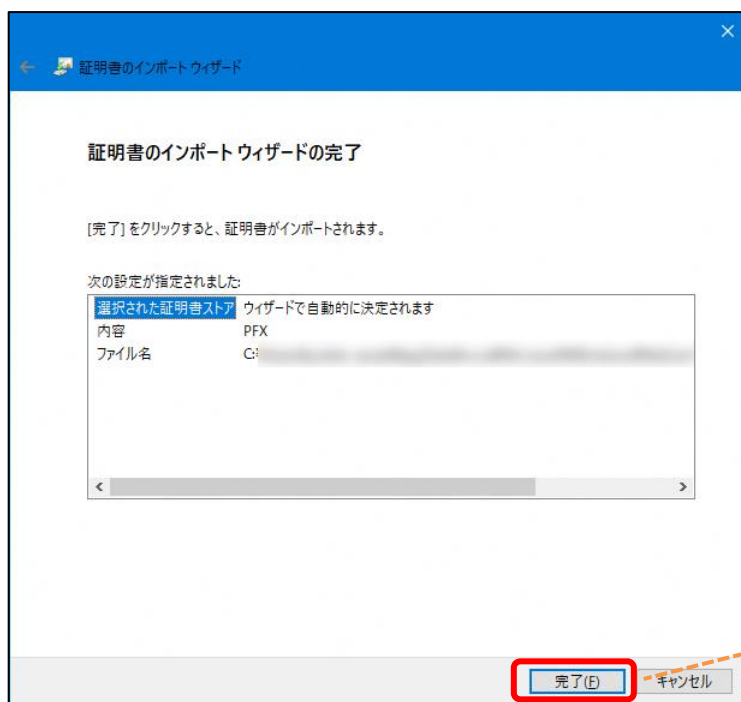 証明書のインポート ウィザード
証明書のインポート ウィザードの完了
[完了] をクリックすると、証明書がインポートされます。
次の設定が指定されました:
選択された証明書ストア ウィザードで自動的に決定されます
内容 PFX
ファイル名 C:
完了(F) キャンセル